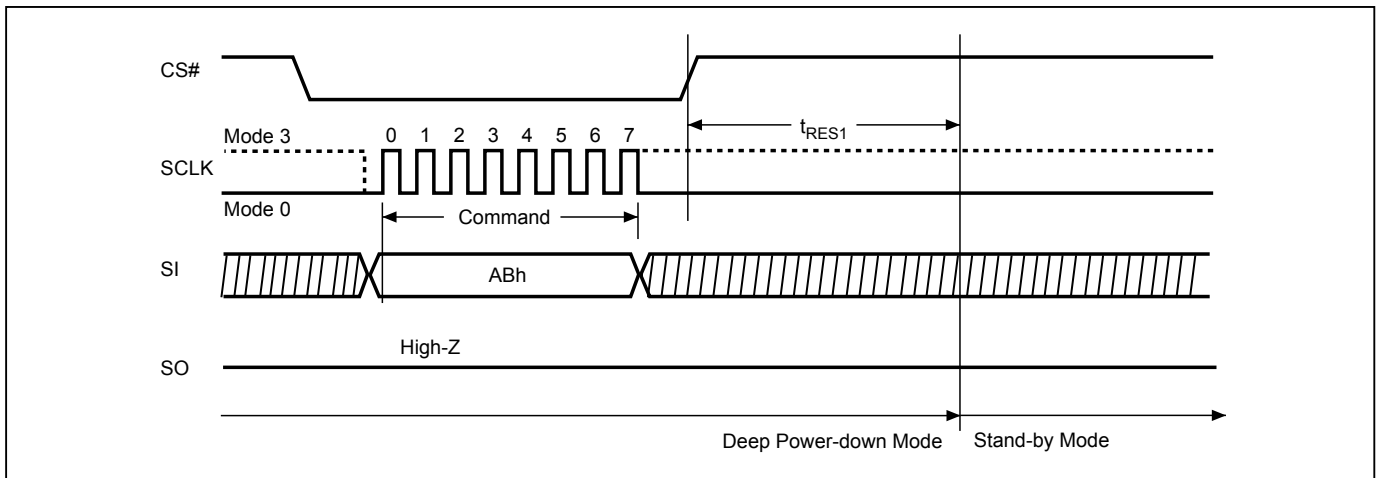 CS#
tRES1
Mode 3
0 1 2 3 4 5 6 7
SCLK
Mode 0
Command
SI
ABh
High-Z
SO
Deep Power-down Mode
Stand-by Mode